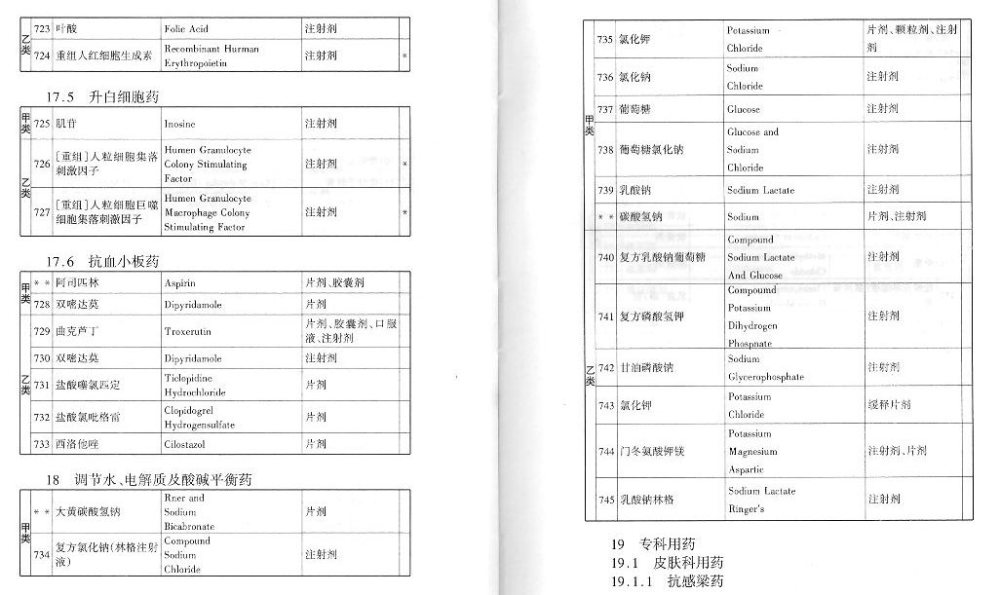 乙类
723 叶酸 Folic Acid 注射剂
724 重组人红细胞生成素 Recombinant Hurman 注射剂 *
Erythropoietin
17.5 升白细胞药
甲类
725 肌苷 Inosine 注射剂
乙类
726 [重组]人粒细胞集落 Humen Granulocyte 注射剂 *
刺激因子 Colony Stimulating
Factor
727 [重组]人粒细胞巨噬 Humen Granulocyte 注射剂 *
细胞集落刺激因子 Macrophage Colony
Stimulating Factor
17.6 抗血小板药
甲类
* * 阿司匹林 Aspirin 片剂、胶囊剂
728 双嘧达莫 Dipyridamole 片剂
乙类
729 曲克芦丁 Troxerutin 片剂、胶囊剂、口服
液、注射剂
730 双嘧达莫 Dipyridamole 注射剂
731 盐酸噻氯匹定 Ticlopidine 片剂
Hydrochloride
732 盐酸氯吡格雷 Clopidogrel 片剂
Hydrogensulfate
733 西洛他唑 Cilostazol 片剂
18 调节水、电解质及酸碱平衡药
甲类
* * 大黄碳酸氢钠 Rner and 片剂
Sodium
Bicabronate
734 复方氯化钠(林格注射 Compound 注射剂
液) Sodium
Chloride
甲类
735 氯化钾 Potassium 片剂、颗粒剂、注射
Chloride 剂
736 氯化钠 Sodium 注射剂
Chloride
737 葡萄糖 Glucose 注射剂
738 葡萄糖氯化钠 Glucose and 注射剂
Sodium
Chloride
739 乳酸钠 Sodium Lactate 注射剂
* * 碳酸氢钠 Sodium 片剂、注射剂
乙类
740 复方乳酸钠葡萄糖 Compound 注射剂
Sodium Lactate
And Glucose
741 复方磷酸氢钾 Compoumd 注射剂
Potassium
Dihydrogen
Phospnate
742 甘油磷酸钠 Sodium 注射剂
Glycerophosphate
743 氯化钾 Potassium 缓释片剂
Chloride
744 门冬氨酸钾镁 Potassium 注射剂、片剂
Magnesium
Aspartic
745 乳酸钠林格 Sodium Lactate 注射剂
Ringer's
19 专科用药
19.1 皮肤科用药
19.1.1 抗感染药